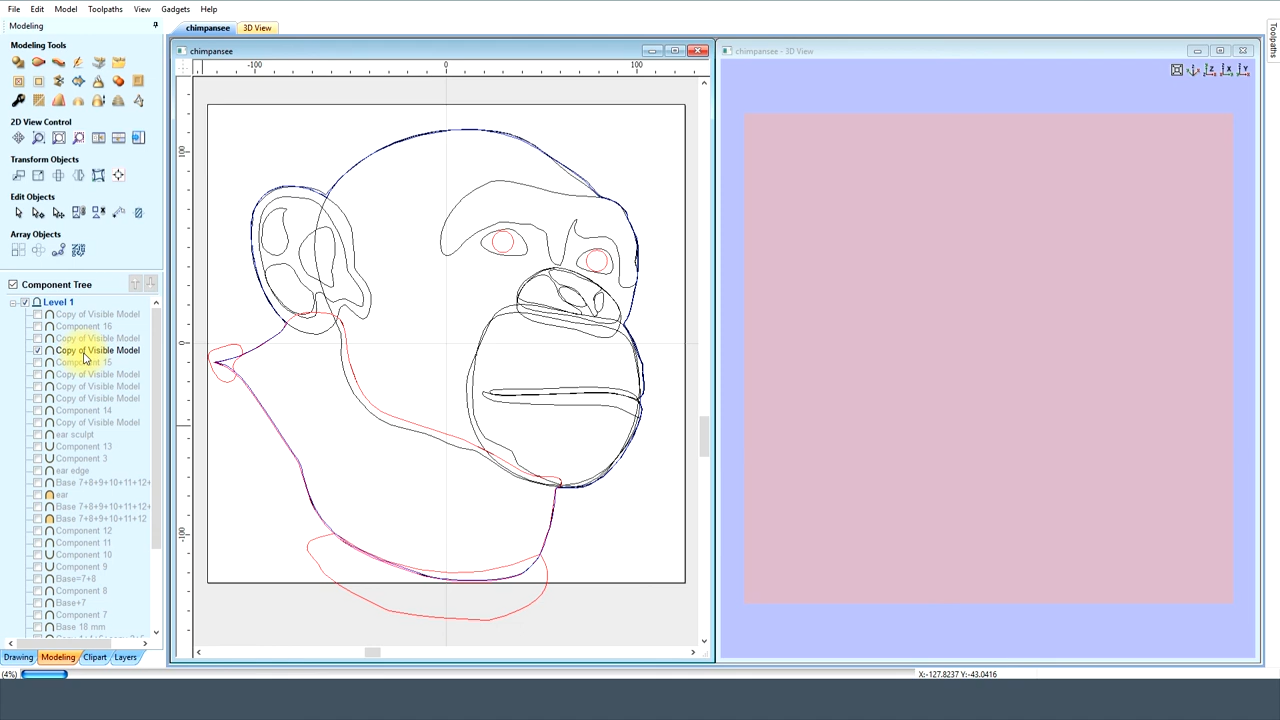 File Edit Model Toolpaths View Gadgets Help
Modeling
chimpansee 3D View
Toolpaths
Modeling Tools
2D View Control
Transform Objects
Edit Objects
Array Objects
chimpansee
-100 0 100
100
0
-100
chimpansee - 3D View
Component Tree
Level 1
Copy of Visible Model
Component 16
Copy of Visible Model
Copy of Visible Model
Component 15
Copy of Visible Model
Copy of Visible Model
Copy of Visible Model
Component 14
Copy of Visible Model
ear sculpt
Component 13
Component 3
ear edge
Base 7+8+9+10+11+12+
ear
Base 7+8+9+10+11+12+
Base 7+8+9+10+11+12
Component 12
Component 11
Component 10
Component 9
Base=7+8
Component 8
Base+7
Component 7
Base 18 mm
Drawing Modeling Clipart Layers
(4%)
X:-127.8237 Y:-43.0416